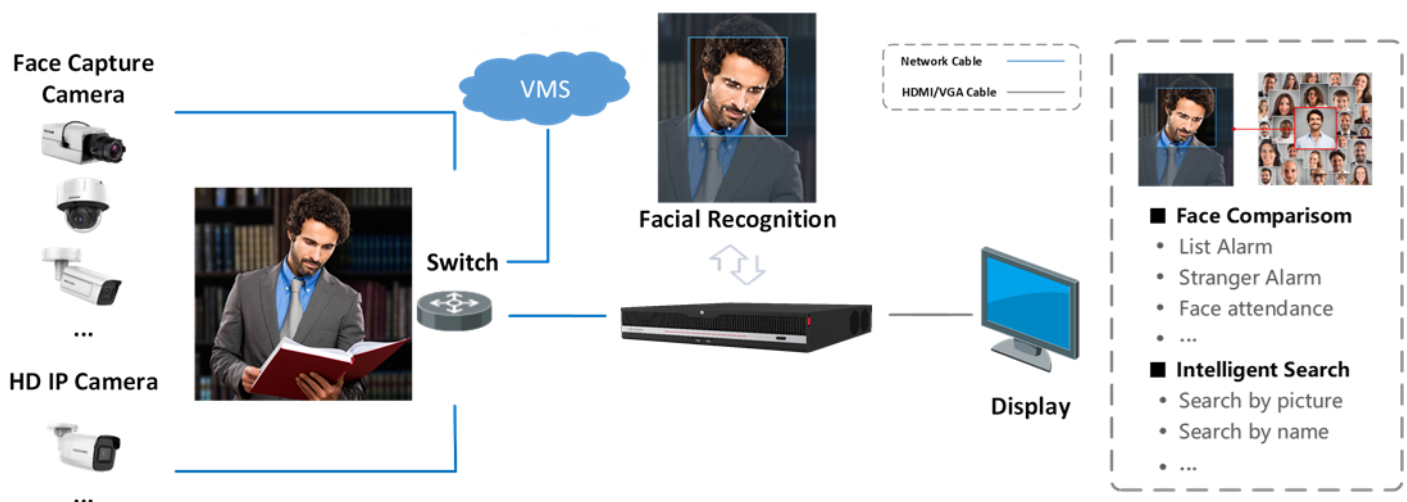 Face Capture
Camera
...
HD IP Camera
...
VMS
Switch
Facial Recognition
Network Cable
HDMI/VGA Cable
Display
■ Face Comparisom
• List Alarm
• Stranger Alarm
• Face attendance
• ...
■ Intelligent Search
• Search by picture
• Search by name
• ...